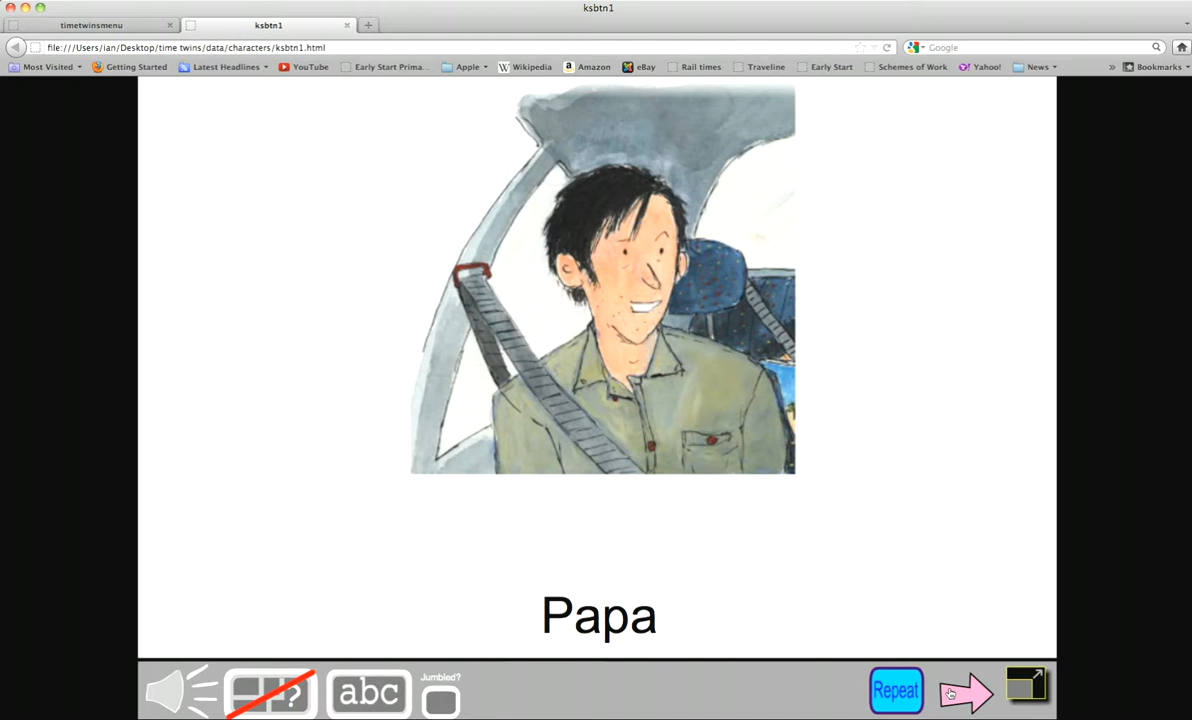 ksbtn1
timetwinsmenu
ksbtn1
file:///Users/ian/Desktop/time twins/data/characters/ksbtn1.html
Google
Most Visited
Getting Started
Latest Headlines
YouTube
Early Start Prima...
Apple
Wikipedia
Amazon
eBay
Rail times
Traveline
Early Start
Schemes of Work
Yahoo!
News
Bookmarks
Papa
?
abc
Jumbled?
Repeat